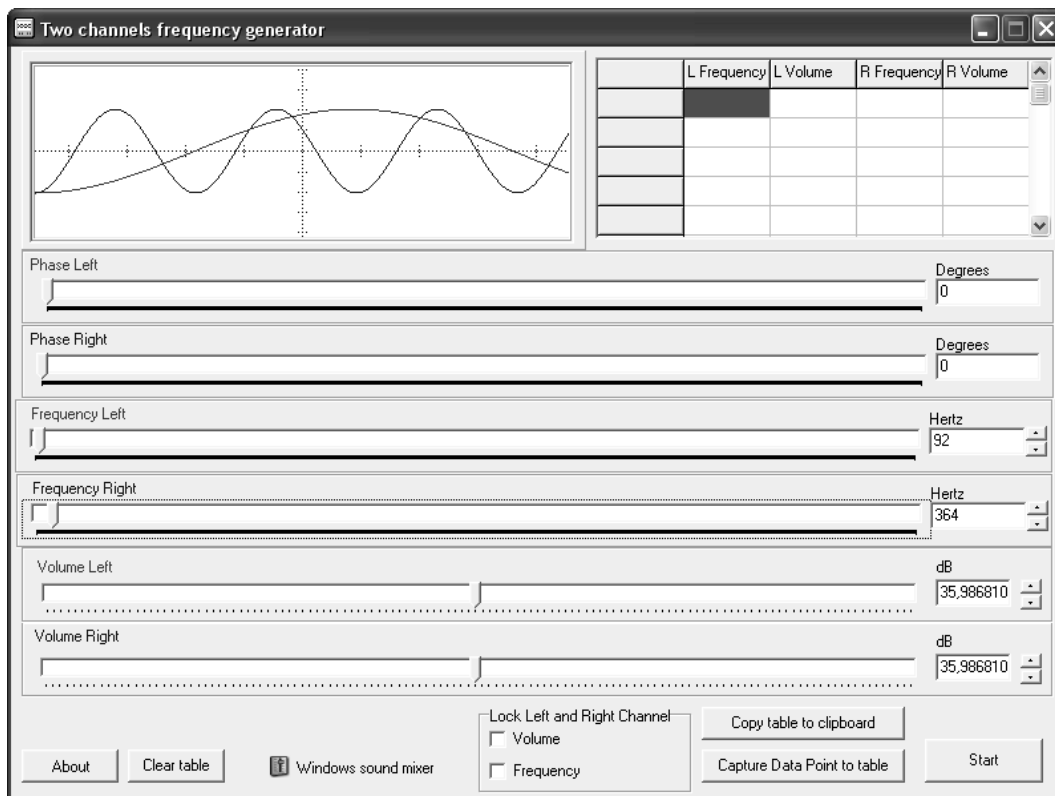 Two channels frequency generator
L Frequency L Volume R Frequency R Volume
Phase Left
Degrees
0
Phase Right
Degrees
0
Frequency Left
Hertz
92
Frequency Right
Hertz
364
Volume Left
dB
35,986810
Volume Right
dB
35,986810
Lock Left and Right Channel
Volume
Frequency
Copy table to clipboard
Capture Data Point to table
Start
About
Clear table
Windows sound mixer